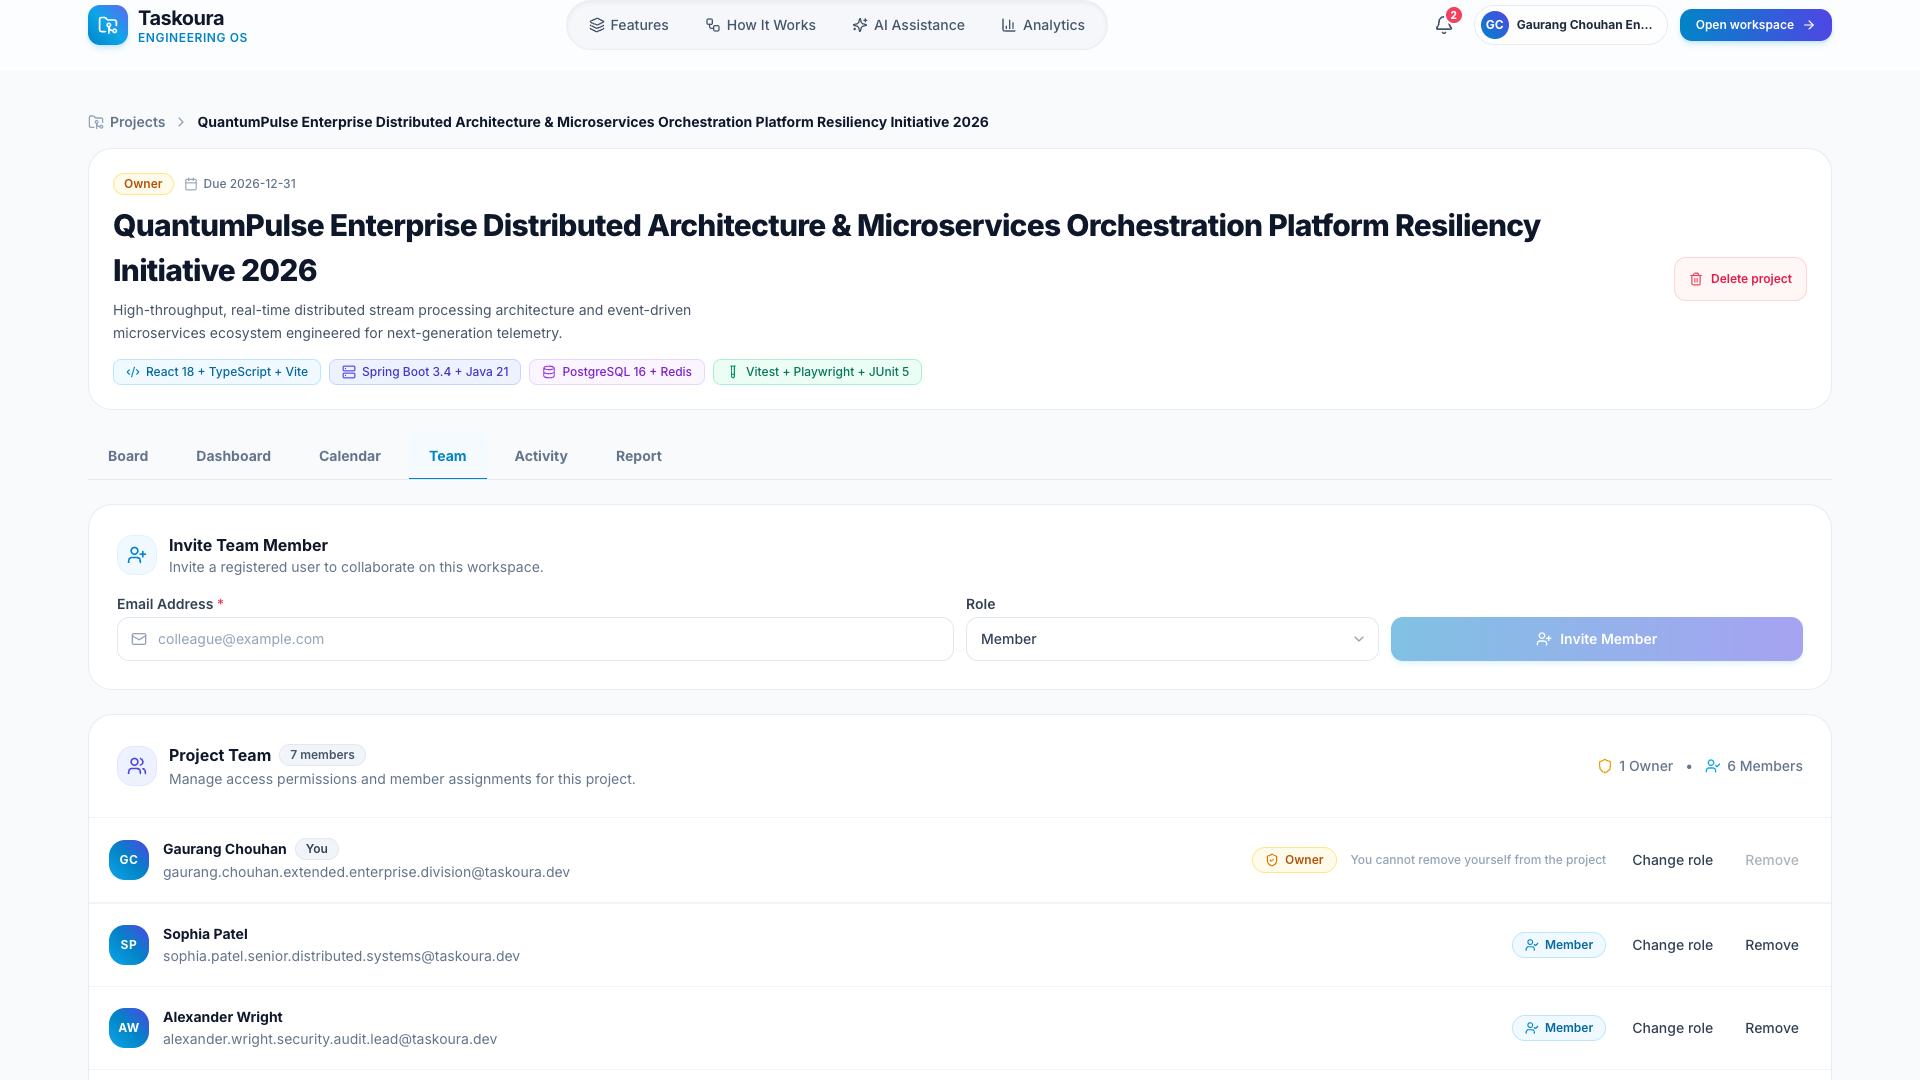 Taskoura
ENGINEERING OS
Features
How It Works
AI Assistance
Analytics
2
GC
Gaurang Chouhan En...
Open workspace
Projects
QuantumPulse Enterprise Distributed Architecture & Microservices Orchestration Platform Resiliency Initiative 2026
Owner
Due 2026-12-31
QuantumPulse Enterprise Distributed Architecture & Microservices Orchestration Platform Resiliency
Initiative 2026
Delete project
High-throughput, real-time distributed stream processing architecture and event-driven
microservices ecosystem engineered for next-generation telemetry.
React 18 + TypeScript + Vite
Spring Boot 3.4 + Java 21
PostgreSQL 16 + Redis
Vitest + Playwright + JUnit 5
Board
Dashboard
Calendar
Team
Activity
Report
Invite Team Member
Invite a registered user to collaborate on this workspace.
Email Address *
colleague@example.com
Role
Member
Invite Member
Project Team
7 members
Manage access permissions and member assignments for this project.
1 Owner • 6 Members
GC
Gaurang Chouhan
You
gaurang.chouhan.extended.enterprise.division@taskoura.dev
Owner
You cannot remove yourself from the project
Change role
Remove
SP
Sophia Patel
sophia.patel.senior.distributed.systems@taskoura.dev
Member
Change role
Remove
AW
Alexander Wright
alexander.wright.security.audit.lead@taskoura.dev
Member
Change role
Remove